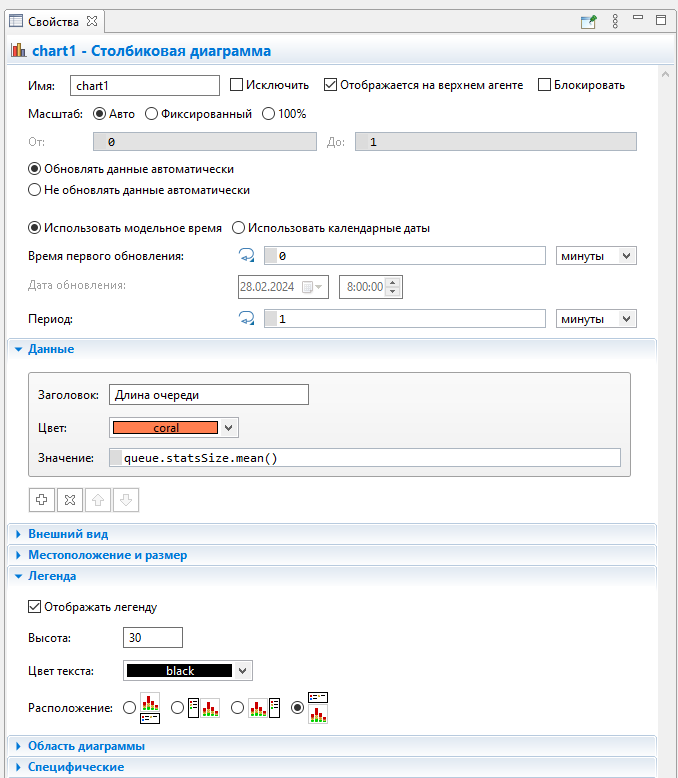 Свойства
chart1 - Столбиковая диаграмма
Имя: chart1 Исключить Отображается на верхнем агенте Блокировать
Масштаб: Авто Фиксированный 100%
От: 0 До: 1
Обновлять данные автоматически
Не обновлять данные автоматически
Использовать модельное время Использовать календарные даты
Время первого обновления: 0 минуты
Дата обновления: 28.02.2024 8:00:00
Период: 1 минуты
Данные
Заголовок: Длина очереди
Цвет: coral
Значение: queue.statsSize.mean()
Внешний вид
Местоположение и размер
Легенда
Отображать легенду
Высота: 30
Цвет текста: black
Расположение:
Область диаграммы
Специфические